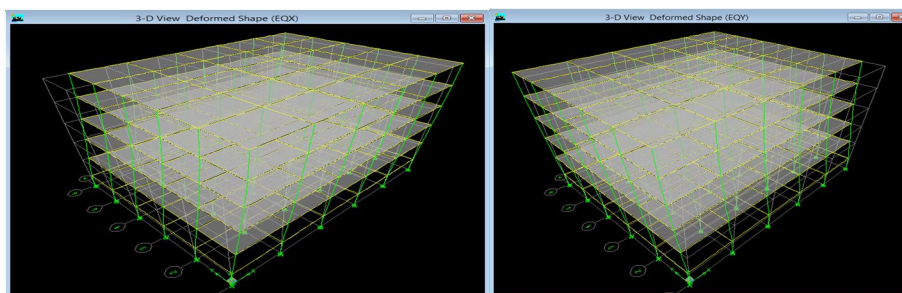 3-D View Deformed Shape (EQX)
3-D View Deformed Shape (EQY)